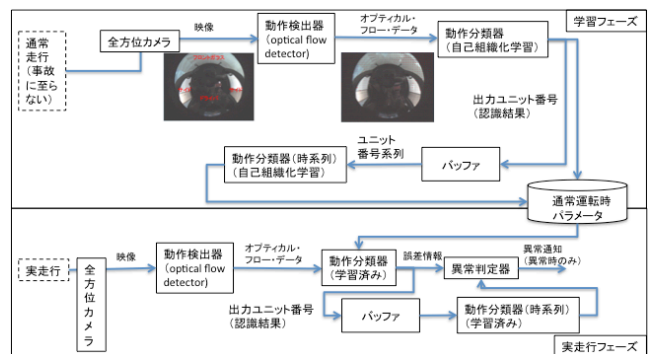 学習フェーズ
通常
走行(事故
に至ら
ない)
全方位カメラ
映像
動作検出器
(optical flow
detector)
オプティカル・
フロー・データ
動作分類器
(自己組織化学習)
出力ユニット番号
(認識結果)
バッファ
ユニット
番号系列
動作分類器(時系列)
(自己組織化学習)
通常運転時
パラメータ
実走行
全方位カメラ
映像
動作検出器
(optical flow
detector)
オプティカル・
フロー・データ
動作分類器
(学習済み)
誤差情報
異常判定器
異常通知
(異常時のみ)
出力ユニット番号
(認識結果)
バッファ
動作分類器(時系列)
(学習済み)
実走行フェーズ